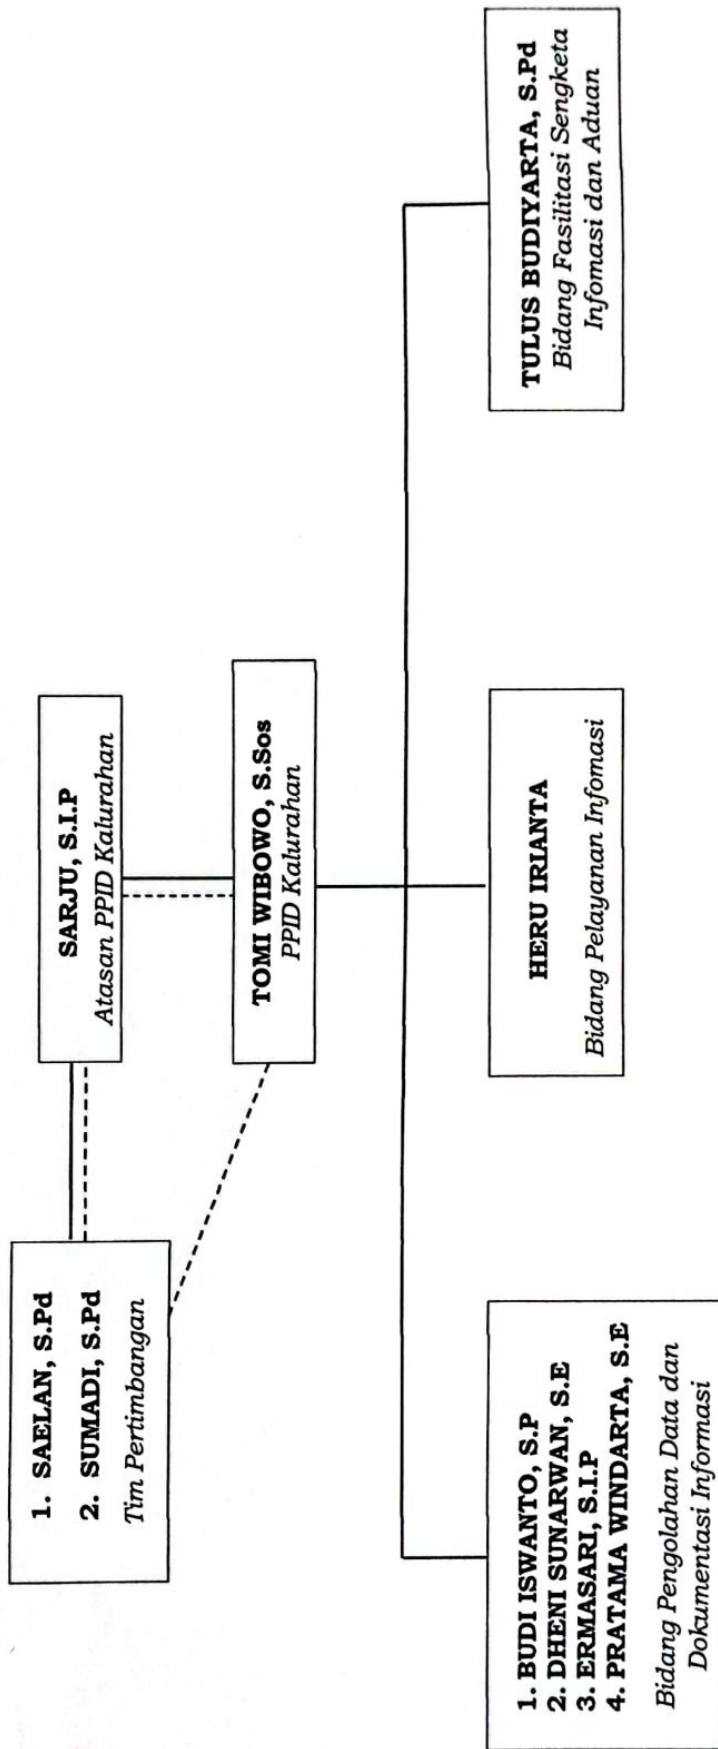 1. SAELAN, S.Pd
2. SUMADI, S.Pd
Tim Pertimbangan
SARJU, S.I.P
Atasan PPID Kalurahan
TOMI WIBOWO, S.Sos
PPID Kalurahan
1. BUDI ISWANTO, S.P
2. DHENI SUNARWAN, S.E
3. ERMASARI, S.I.P
4. PRATAMA WINDARTA, S.E
Bidang Pengolahan Data dan
Dokumentasi Informasi
HERU IRIANTA
Bidang Pelayanan Infomasi
TULUS BUDIYARTA, S.Pd
Bidang Fasilitasi Sengketa
Infomasi dan Aduan